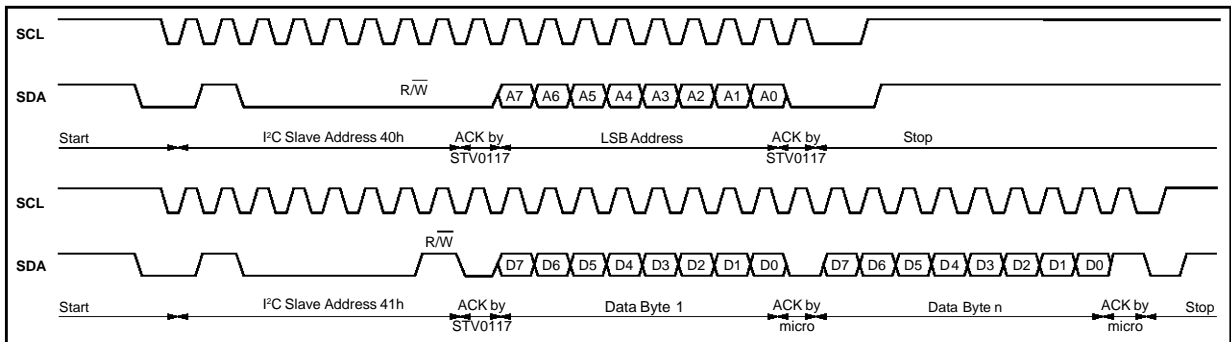 SCL
SDA
R/W
A7 A6 A5 A4 A3 A2 A1 A0
Start I²C Slave Address 40h ACK by STV0117 LSB Address ACK by STV0117 Stop
SCL
R/W
SDA
D7 D6 D5 D4 D3 D2 D1 D0 D7 D6 D5 D4 D3 D2 D1 D0
Start I²C Slave Address 41h ACK by STV0117 Data Byte 1 ACK by micro Data Byte n ACK by micro Stop